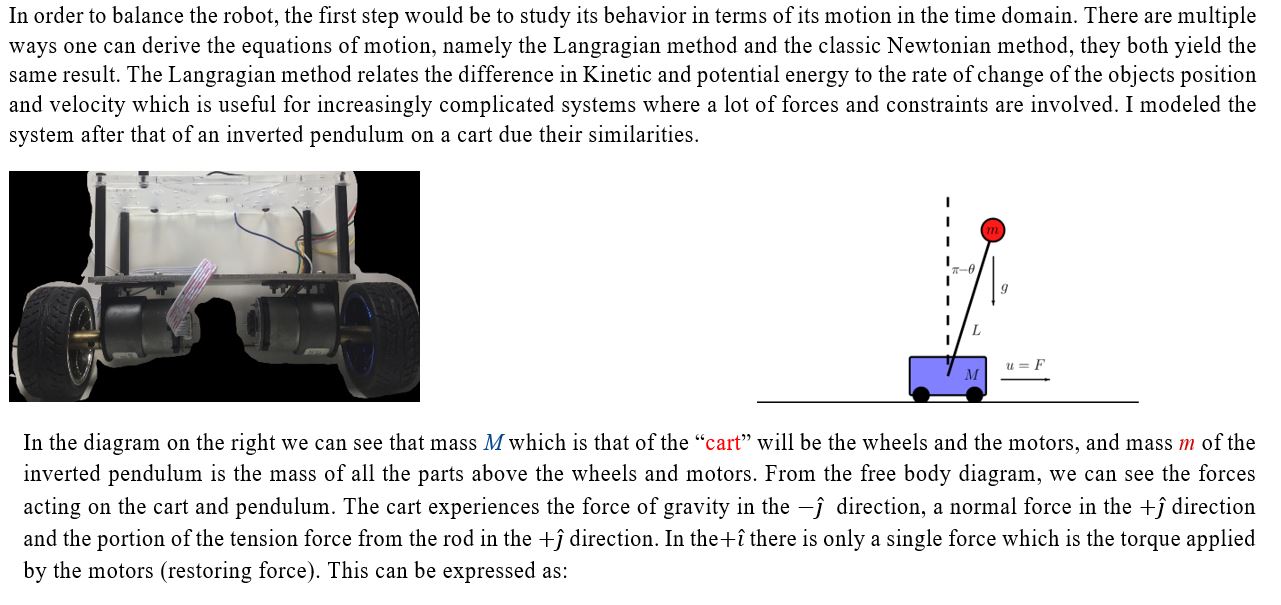 In order to balance the robot, the first step would be to study its behavior in terms of its motion in the time domain. There are multiple
ways one can derive the equations of motion, namely the Langragian method and the classic Newtonian method, they both yield the
same result. The Langragian method relates the difference in Kinetic and potential energy to the rate of change of the objects position
and velocity which is useful for increasingly complicated systems where a lot of forces and constraints are involved. I modeled the
system after that of an inverted pendulum on a cart due their similarities.
m
π−θ
g
L
M
u = F
In the diagram on the right we can see that mass M which is that of the “cart” will be the wheels and the motors, and mass m of the
inverted pendulum is the mass of all the parts above the wheels and motors. From the free body diagram, we can see the forces
acting on the cart and pendulum. The cart experiences the force of gravity in the −ĵ direction, a normal force in the +ĵ direction
and the portion of the tension force from the rod in the +ĵ direction. In the+î there is only a single force which is the torque applied
by the motors (restoring force). This can be expressed as: